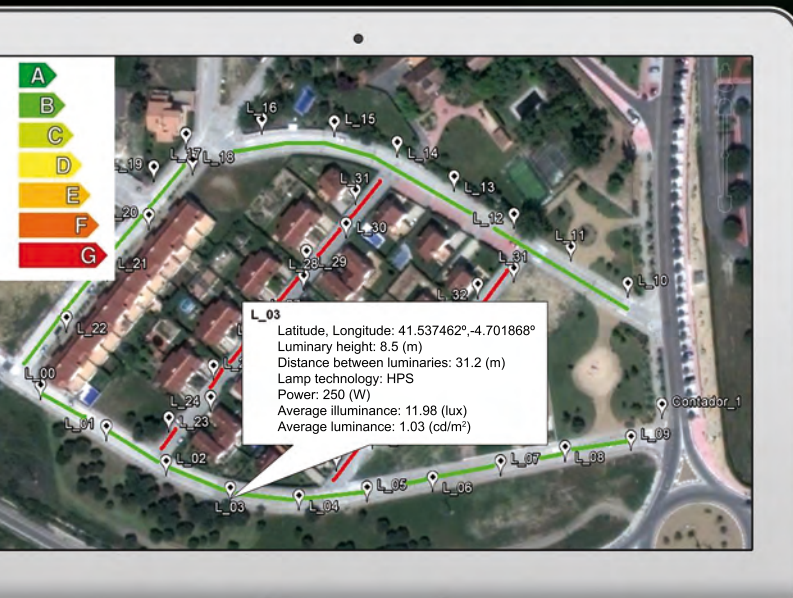 A
B
C
D
E
F
G
L_16
L_15
L_14
L_17
L_18
L_19
L_13
L_31
L_20
L_12
L_30
L_11
L_21
L_28
L_29
L_31
L_10
L_32
L_22
L_03
Latitude, Longitude: 41.537462º,-4.701868º
Luminary height: 8.5 (m)
Distance between luminaries: 31.2 (m)
Lamp technology: HPS
Power: 250 (W)
Average illuminance: 11.98 (lux)
Average luminance: 1.03 (cd/m²)
L_00
L_24
L_23
L_01
Contador_1
L_09
L_02
L_07
L_08
L_05
L_06
L_03
L_04